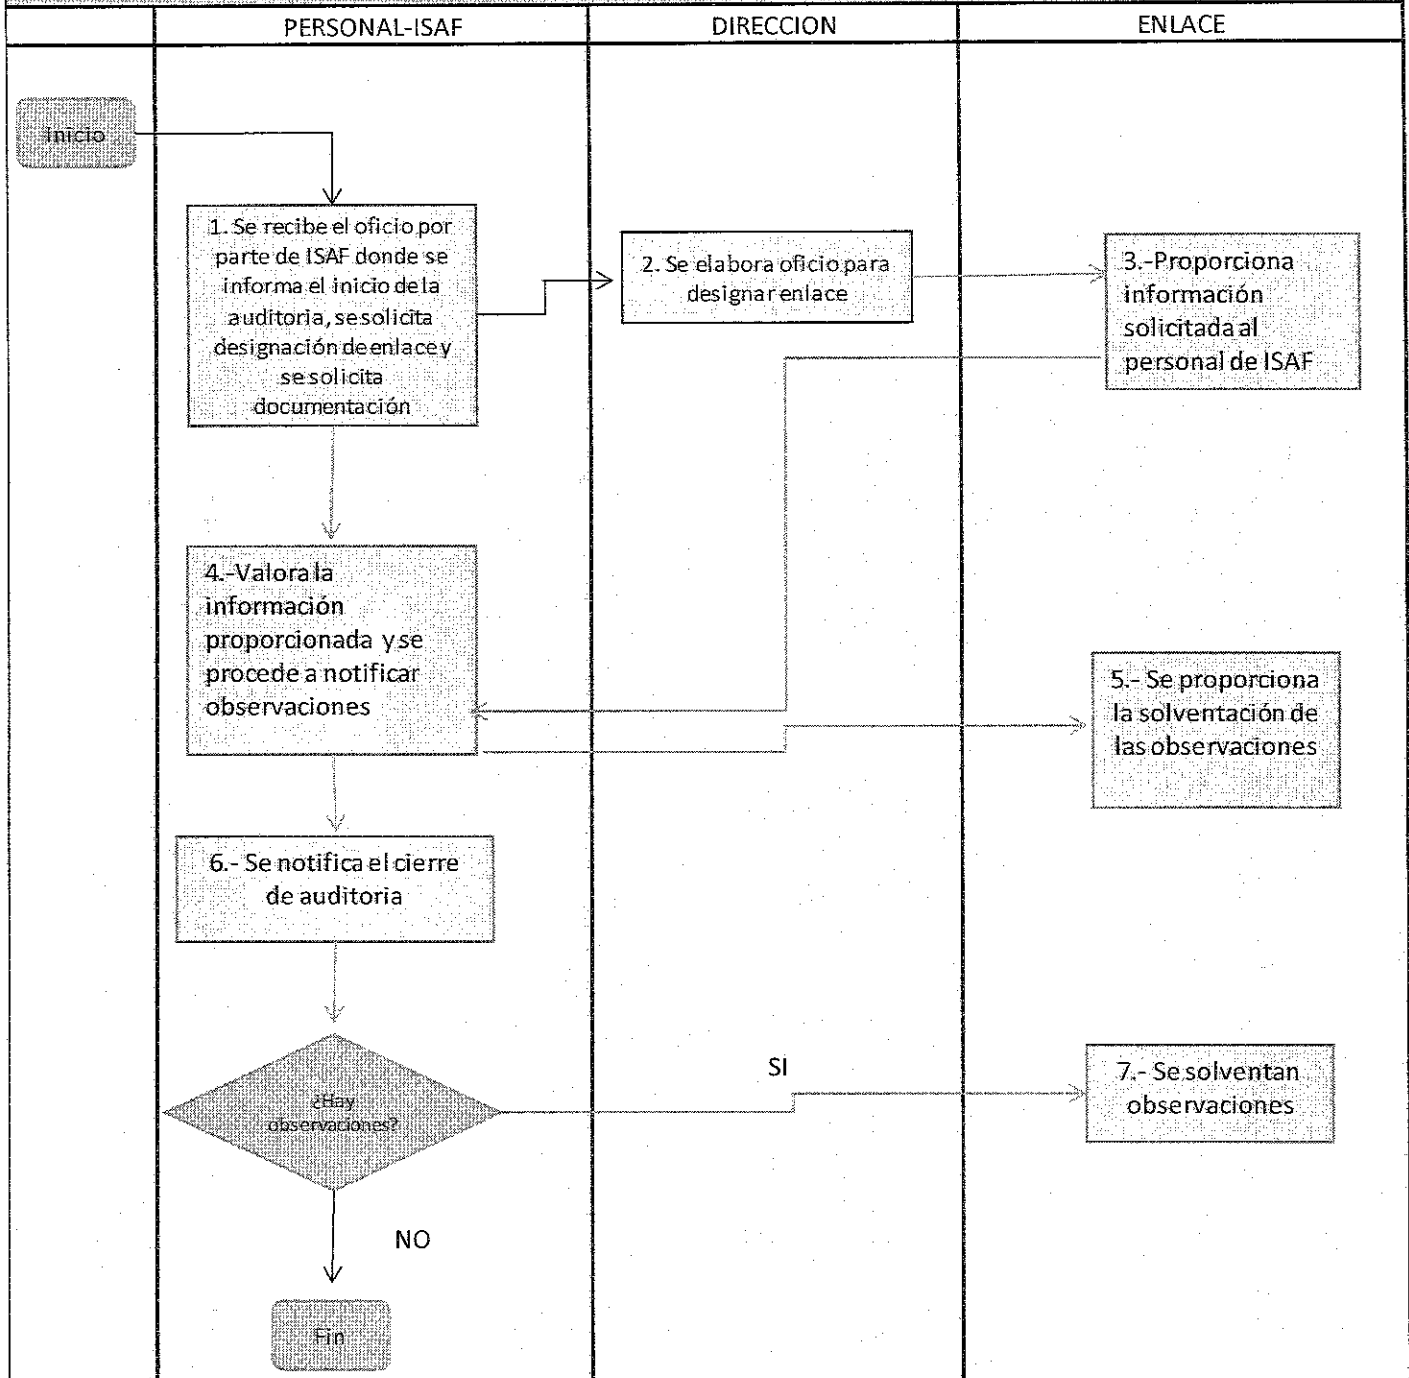 PERSONAL-ISAF
DIRECCION
ENLACE
Inicio
1. Se recibe el oficio por
parte de ISAF donde se
informa el inicio de la
auditoria, se solicita
designación de enlace y
se solicita
documentación
2. Se elabora oficio para
designar enlace
3.-Proporciona
información
solicitada al
personal de ISAF
4.-Valora la
información
proporcionada y se
procede a notificar
observaciones
5.- Se proporciona
la solventación de
las observaciones
6.- Se notifica el cierre
de auditoria
¿Hay
observaciones?
SI
7.- Se solventan
observaciones
NO
Fin